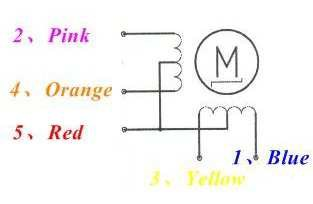 2、Pink
M
4、Orange
5、Red
1、Blue
3、Yellow